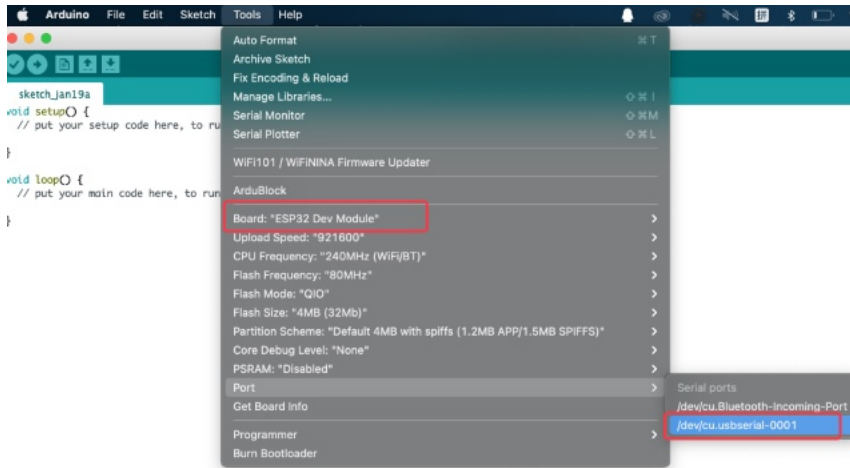 Arduino File Edit Sketch Tools Help
sketch_jan19a
void setup() {
// put your setup code here, to ru
}
void loop() {
// put your main code here, to run
}
Auto Format ⌘ T
Archive Sketch
Fix Encoding & Reload
Manage Libraries... ⇧ ⌘ I
Serial Monitor ⇧ ⌘M
Serial Plotter ⇧ ⌘L
WiFi101 / WiFiNINA Firmware Updater
ArduBlock
Board: "ESP32 Dev Module"
Upload Speed: "921600"
CPU Frequency: "240MHz (WiFi/BT)"
Flash Frequency: "80MHz"
Flash Mode: "QIO"
Flash Size: "4MB (32Mb)"
Partition Scheme: "Default 4MB with spiffs (1.2MB APP/1.5MB SPIFFS)"
Core Debug Level: "None"
PSRAM: "Disabled"
Port
Get Board Info
Programmer
Burn Bootloader
Serial ports
/dev/cu.Bluetooth-Incoming-Port
/dev/cu.usbserial-0001